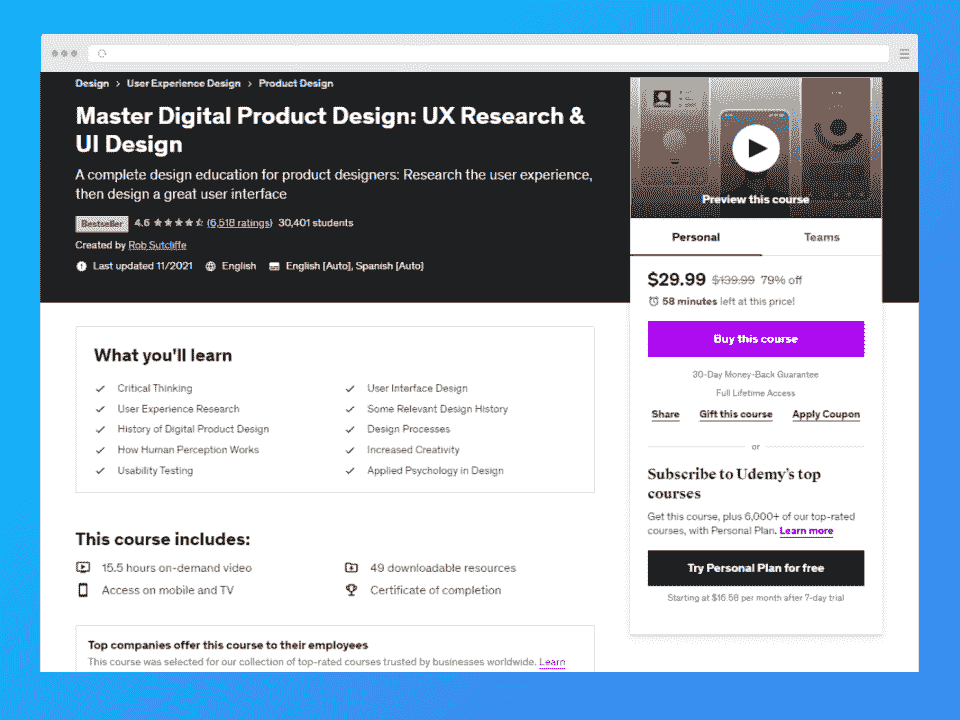 Design > User Experience Design > Product Design
Master Digital Product Design: UX Research &
UI Design
A complete design education for product designers: Research the user experience,
then design a great user interface
Bestseller 4.6 (6,518 ratings) 30,401 students
Created by Rob Sutcliffe
Last updated 11/2021 English English [Auto], Spanish [Auto]
Preview this course
Personal Teams
$29.99 $139.99 79% off
58 minutes left at this price!
Buy this course
30-Day Money-Back Guarantee
Full Lifetime Access
Share Gift this course Apply Coupon
or
Subscribe to Udemy's top
courses
Get this course, plus 6,000+ of our top-rated
courses, with Personal Plan. Learn more
Try Personal Plan for free
Starting at $16.58 per month after 7-day trial
What you'll learn
Critical Thinking
User Experience Research
History of Digital Product Design
How Human Perception Works
Usability Testing
User Interface Design
Some Relevant Design History
Design Processes
Increased Creativity
Applied Psychology in Design
This course includes:
15.5 hours on-demand video
Access on mobile and TV
49 downloadable resources
Certificate of completion
Top companies offer this course to their employees
This course was selected for our collection of top-rated courses trusted by businesses worldwide. Learn